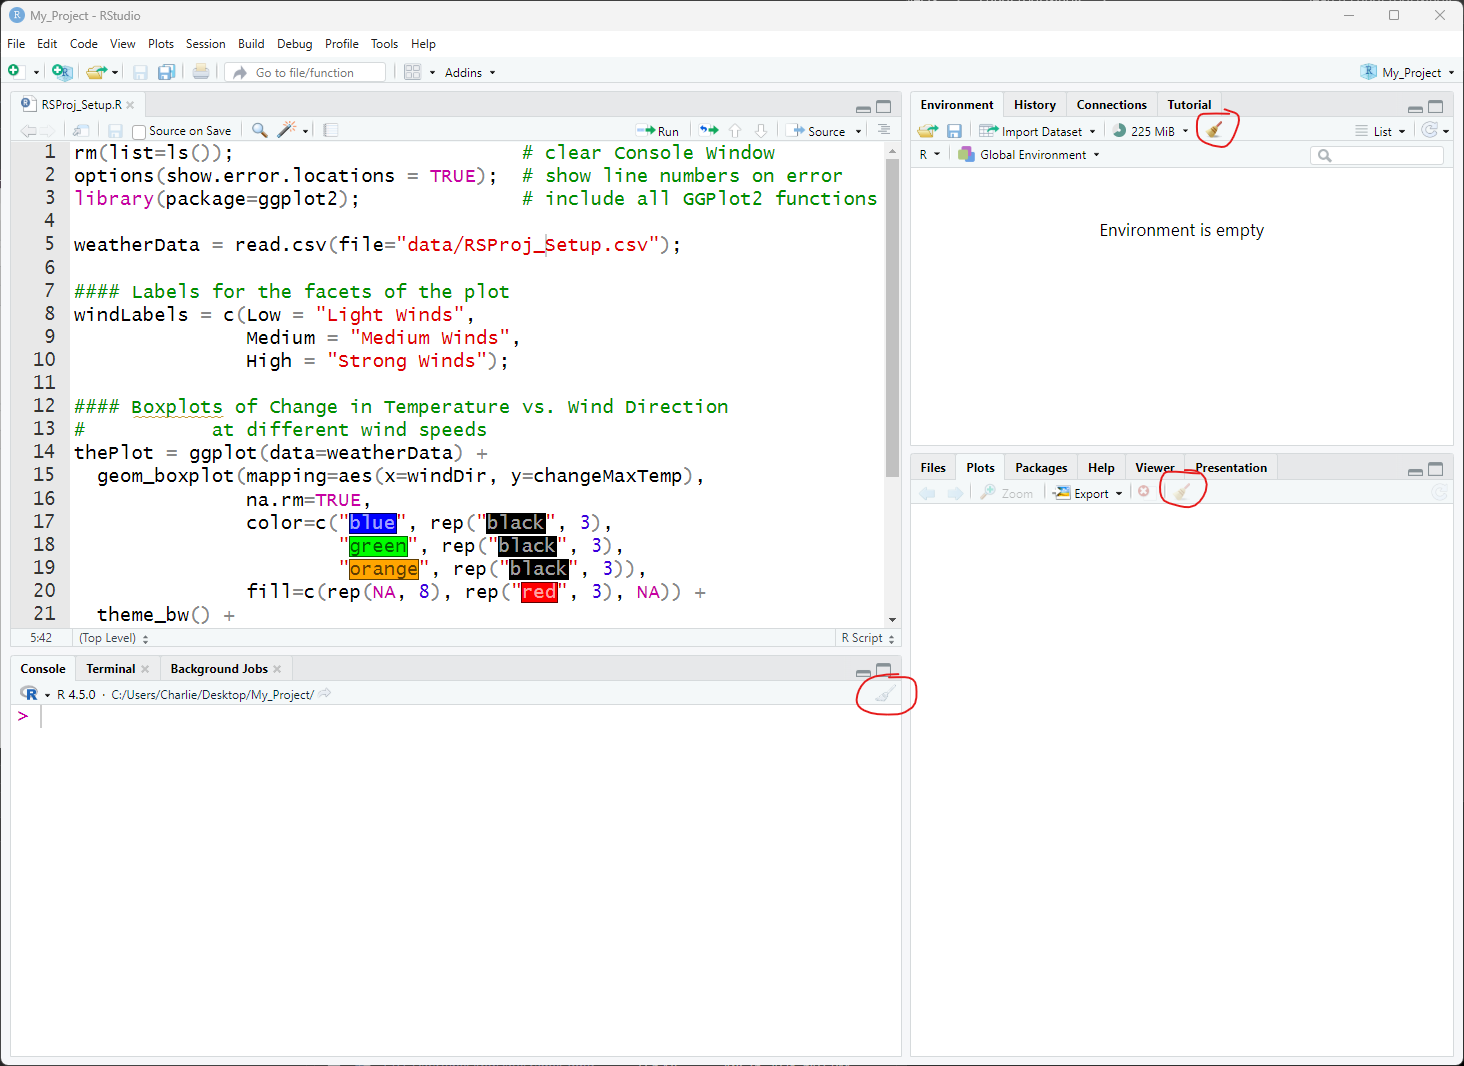 My_Project - RStudio
File Edit Code View Plots Session Build Debug Profile Tools Help
Go to file/function Addins My_Project
RSProj_Setup.R
Source on Save Run Source
1 rm(list=ls()); # clear Console Window
2 options(show.error.locations = TRUE); # show line numbers on error
3 library(package=ggplot2); # include all GGPlot2 functions
4
5 weatherData = read.csv(file="data/RSProj_Setup.csv");
6
7 #### Labels for the facets of the plot
8 windLabels = c(Low = "Light Winds",
9 Medium = "Medium Winds",
10 High = "Strong Winds");
11
12 #### Boxplots of Change in Temperature vs. Wind Direction
13 # at different wind speeds
14 thePlot = ggplot(data=weatherData) +
15 geom_boxplot(mapping=aes(x=windDir, y=changeMaxTemp),
16 na.rm=TRUE,
17 color=c("blue", rep("black", 3),
18 "green", rep("black", 3),
19 "orange", rep("black", 3)),
20 fill=c(rep(NA, 8), rep("red", 3), NA)) +
21 theme_bw() +
5:42 (Top Level) R Script
Console Terminal Background Jobs
R 4.5.0 · C:/Users/Charlie/Desktop/My_Project/
>
Environment History Connections Tutorial
Import Dataset 225 MiB List
R Global Environment
Environment is empty
Files Plots Packages Help Viewer Presentation
Zoom Export